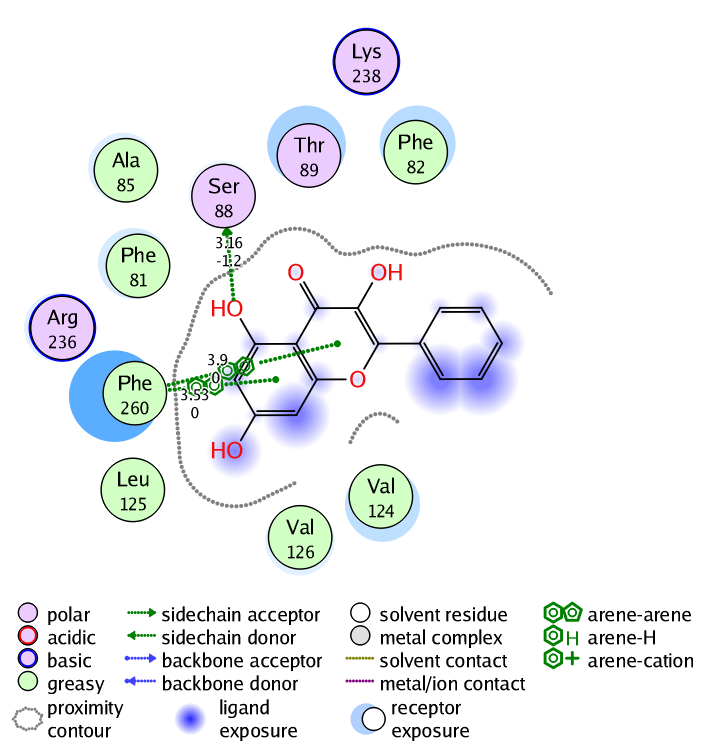 Lys
238
Thr
89
Phe
82
Ala
85
Ser
88
3.16
-1.2
Phe
81
O
OH
HO
Arg
236
3.9
0
Phe
260
3.53
0
O
HO
Leu
125
Val
124
Val
126
polar
acidic
basic
greasy
proximity
contour
sidechain acceptor
sidechain donor
backbone acceptor
backbone donor
ligand
exposure
solvent residue
metal complex
solvent contact
metal/ion contact
receptor
exposure
arene-arene
H arene-H
+ arene-cation